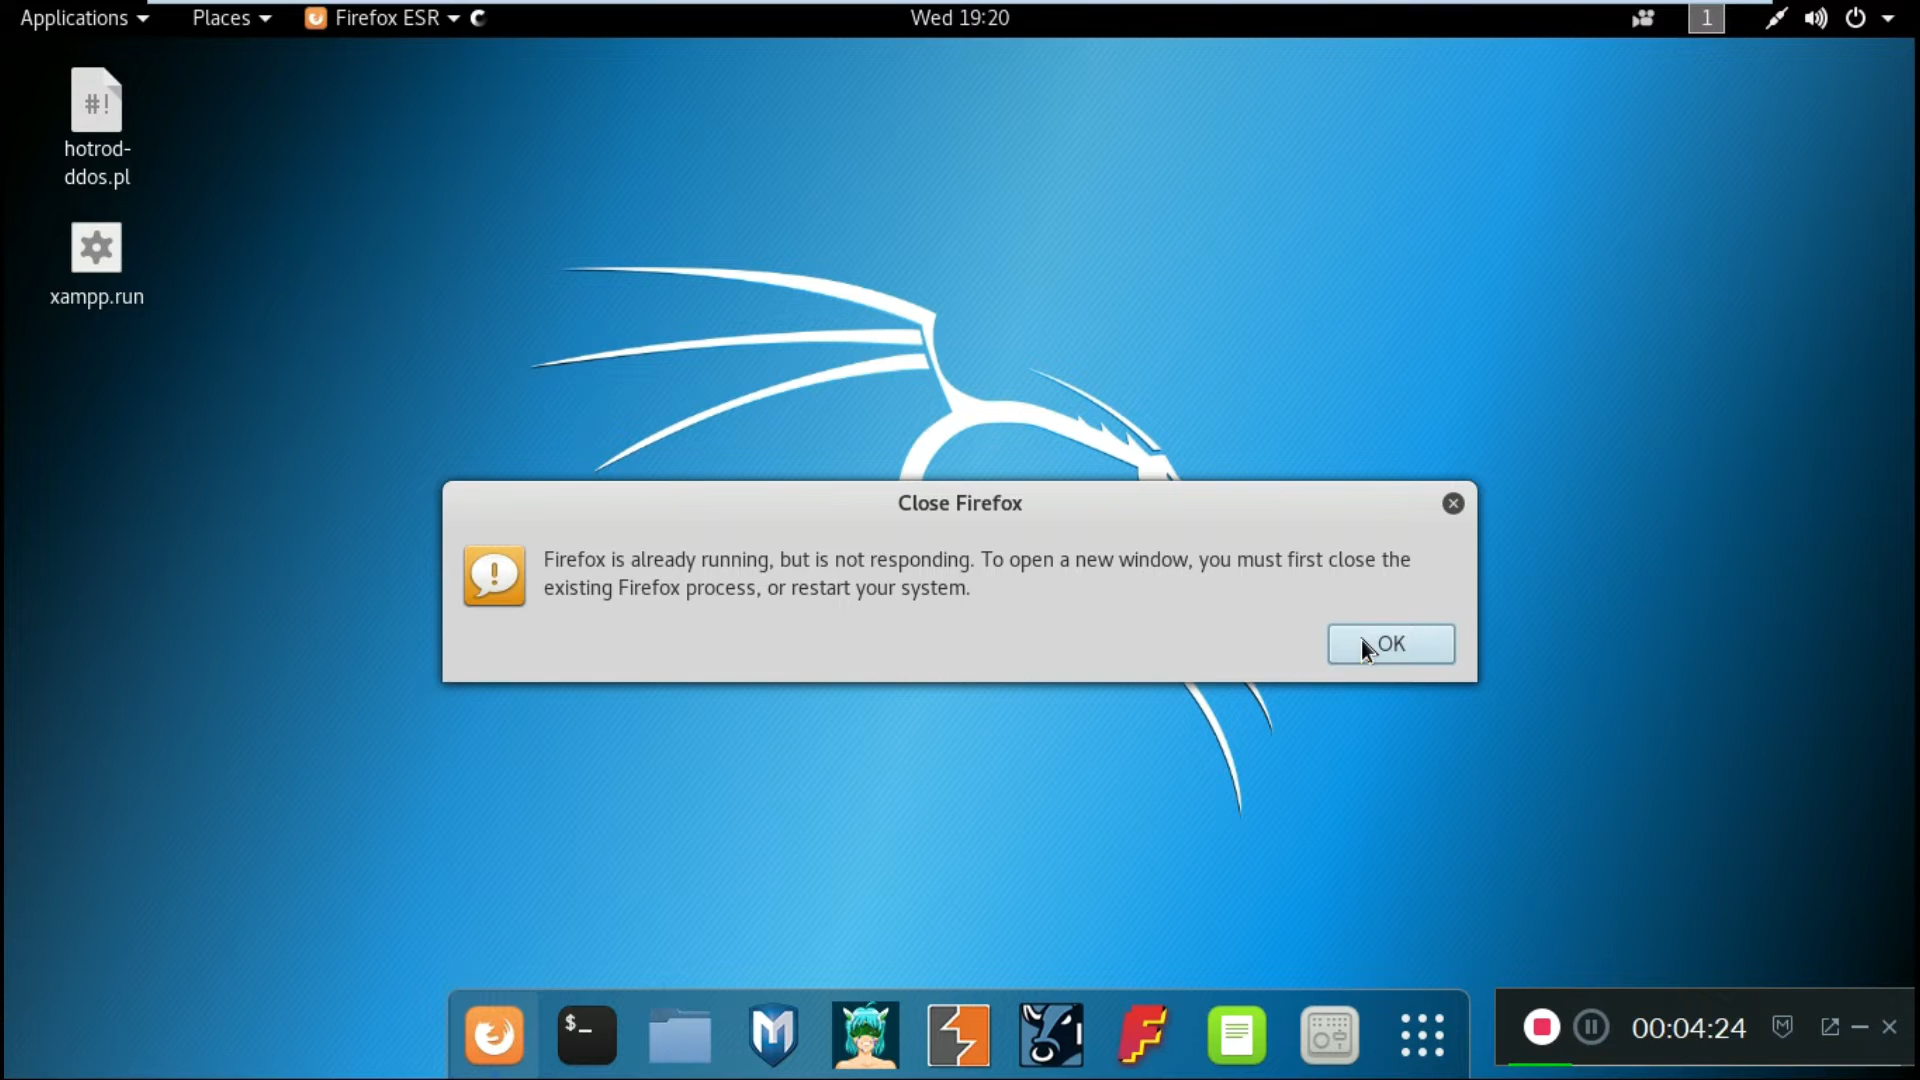 Applications
Places
Firefox ESR
Wed 19:20
1
#!
hotrod-
ddos.pl
xampp.run
Close Firefox
Firefox is already running, but is not responding. To open a new window, you must first close the
existing Firefox process, or restart your system.
OK
$_
00:04:24